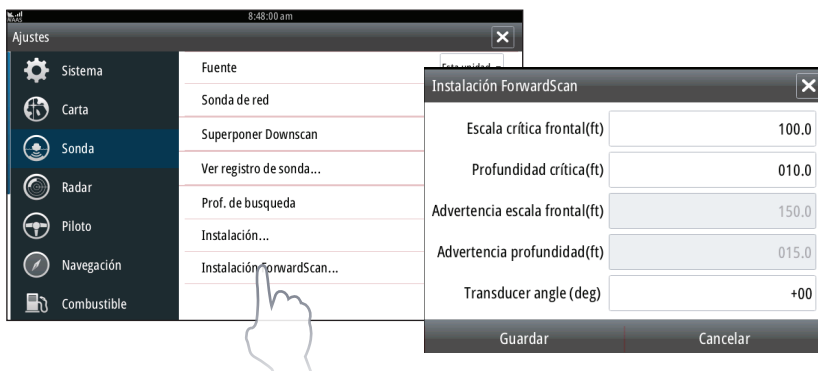 WAAS
8:48:00 am
Ajustes
Sistema
Carta
Sonda
Radar
Piloto
Navegación
Combustible
Fuente
Esta unidad
Sonda de red
Superponer Downscan
Ver registro de sonda...
Prof. de busqueda
Instalación...
Instalación ForwardScan...
Instalación ForwardScan
Escala crítica frontal(ft) 100.0
Profundidad crítica(ft) 010.0
Advertencia escala frontal(ft) 150.0
Advertencia profundidad(ft) 015.0
Transducer angle (deg) +00
Guardar Cancelar